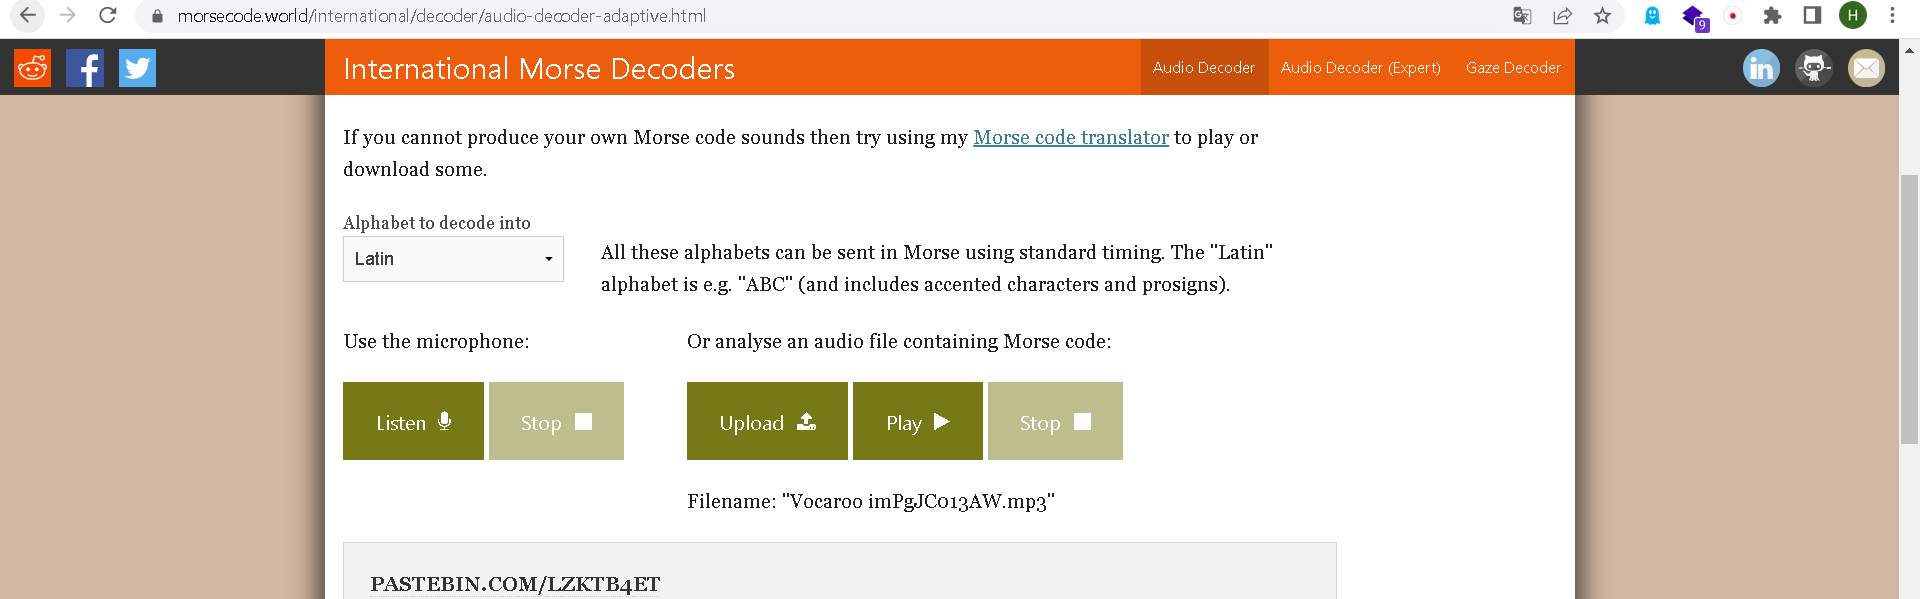 morsecode.world/international/decoder/audio-decoder-adaptive.html
9
H
International Morse Decoders
Audio Decoder
Audio Decoder (Expert)
Gaze Decoder
in
If you cannot produce your own Morse code sounds then try using my Morse code translator to play or
download some.
Alphabet to decode into
Latin
All these alphabets can be sent in Morse using standard timing. The "Latin"
alphabet is e.g. "ABC" (and includes accented characters and prosigns).
Use the microphone:
Or analyse an audio file containing Morse code:
Listen
Stop
Upload
Play
Stop
Filename: "Vocaroo imPgJC013AW.mp3"
PASTEBIN.COM/LZKTB4ET